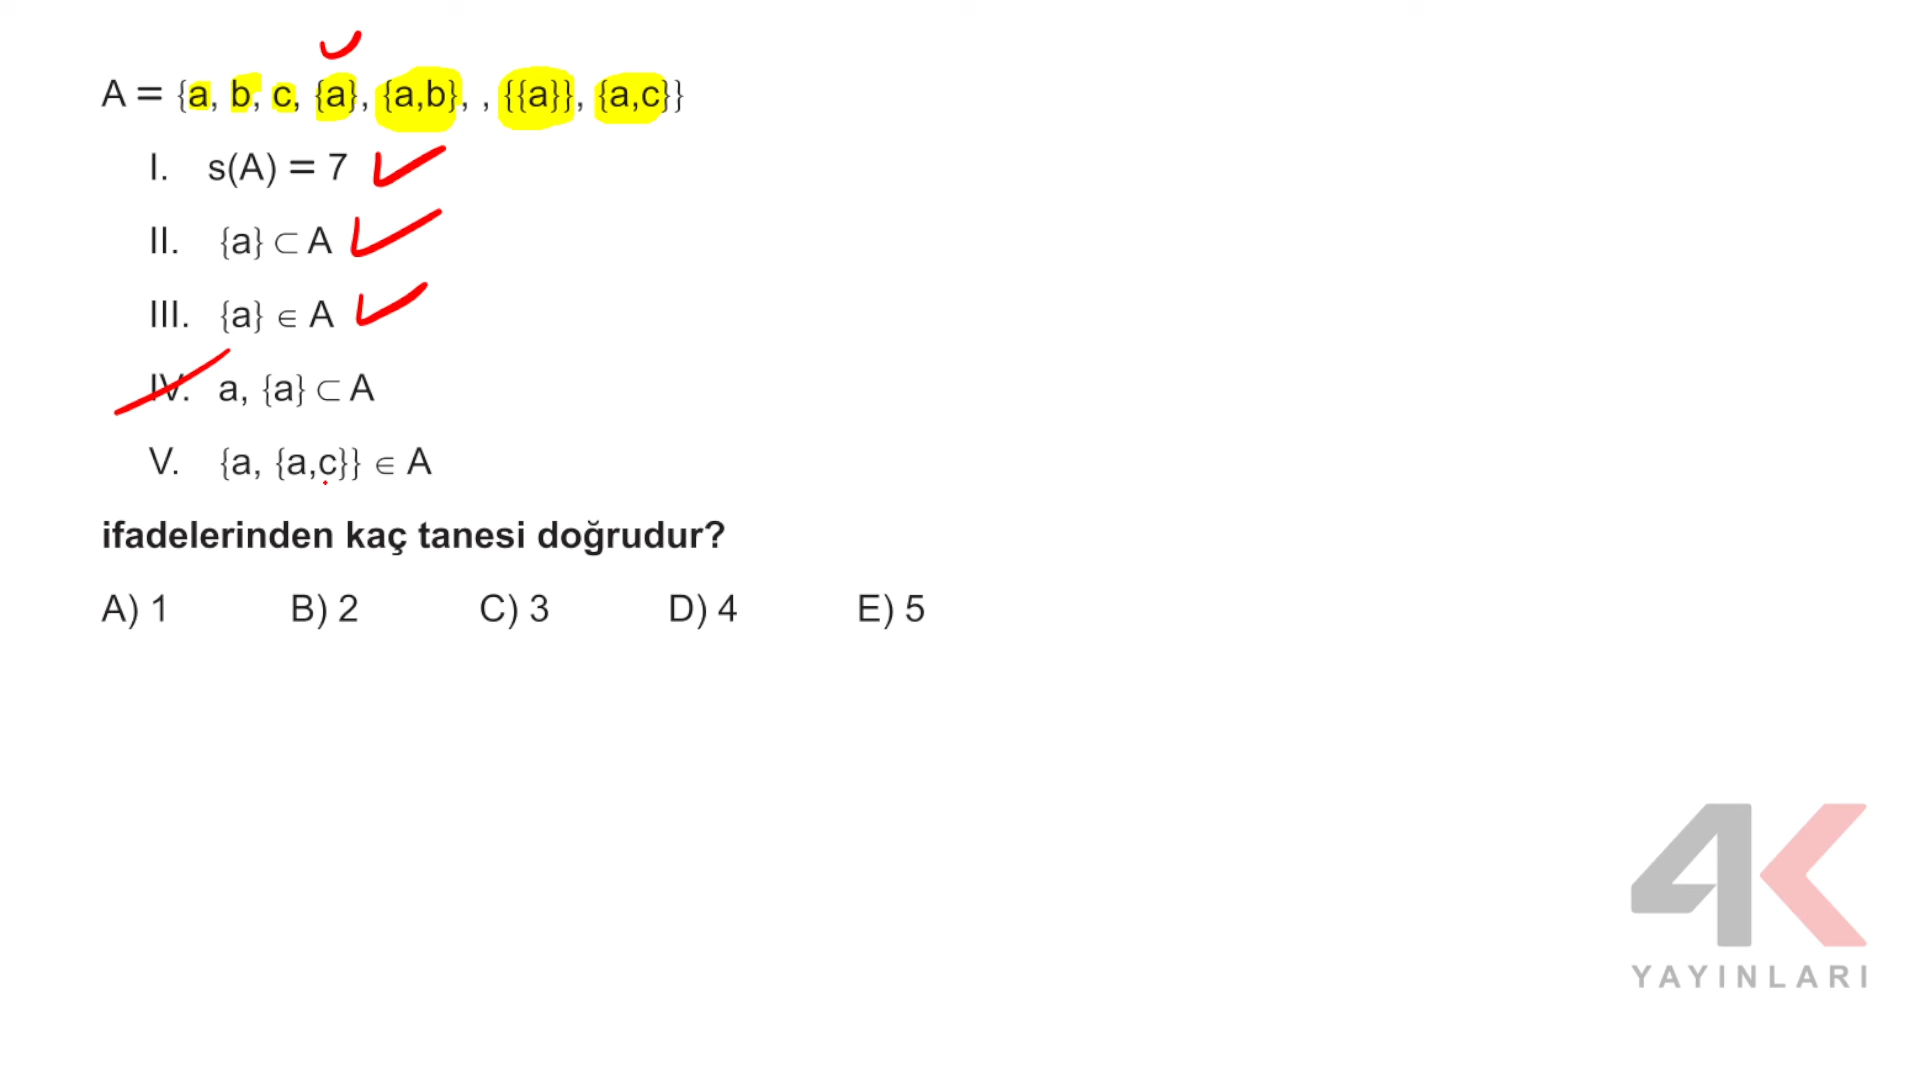 A = {a, b, c, {a}, {a,b}, , {{a}}, {a,c}}
I. s(A) = 7
II. {a} ⊂ A
III. {a} ∈ A
IV. a, {a} ⊂ A
V. {a, {a,c}} ∈ A
ifadelerinden kaç tanesi doğrudur?
A) 1 B) 2 C) 3 D) 4 E) 5
4K
YAYINLARI